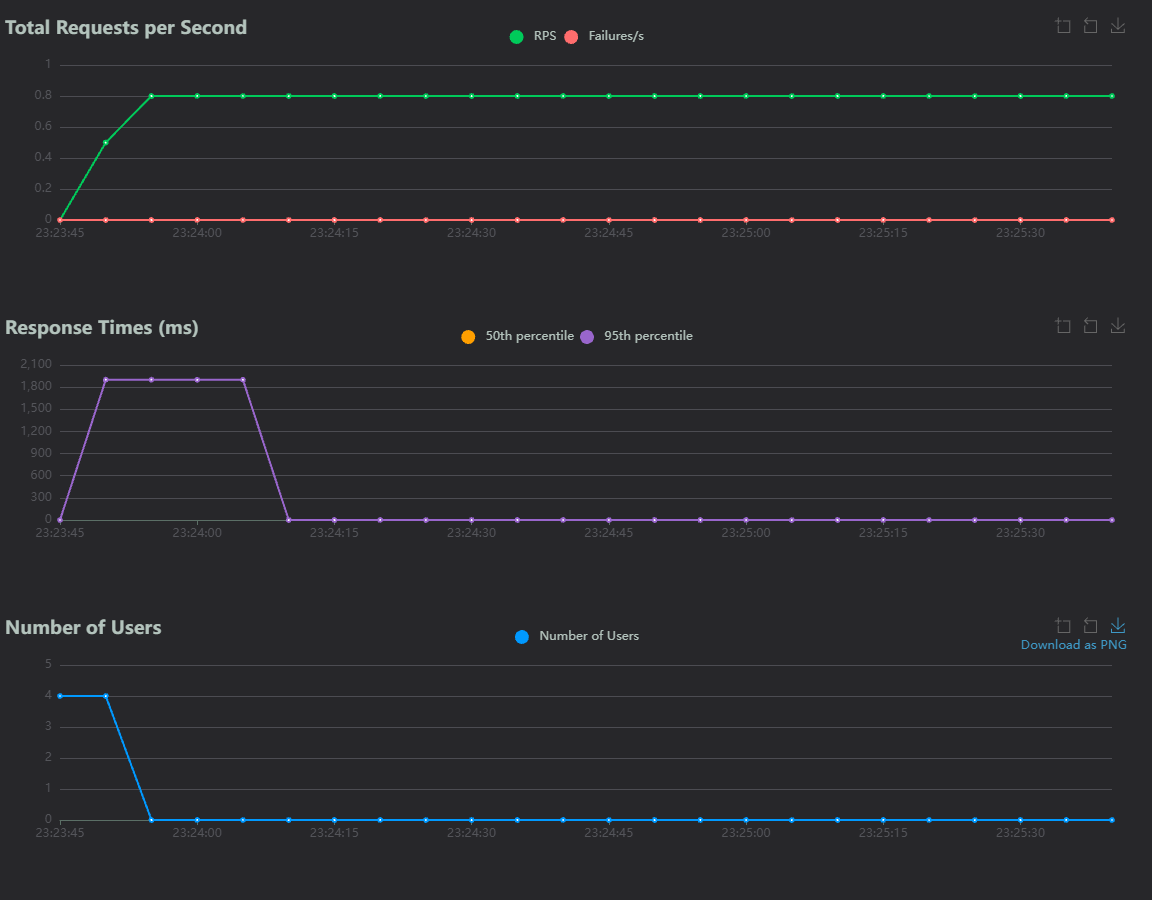 Total Requests per Second
RPS Failures/s
1
0.8
0.6
0.4
0.2
0
23:23:45 23:24:00 23:24:15 23:24:30 23:24:45 23:25:00 23:25:15 23:25:30
Response Times (ms)
50th percentile 95th percentile
2,100
1,800
1,500
1,200
900
600
300
0
23:23:45 23:24:00 23:24:15 23:24:30 23:24:45 23:25:00 23:25:15 23:25:30
Number of Users
Number of Users
Download as PNG
5
4
3
2
1
0
23:23:45 23:24:00 23:24:15 23:24:30 23:24:45 23:25:00 23:25:15 23:25:30